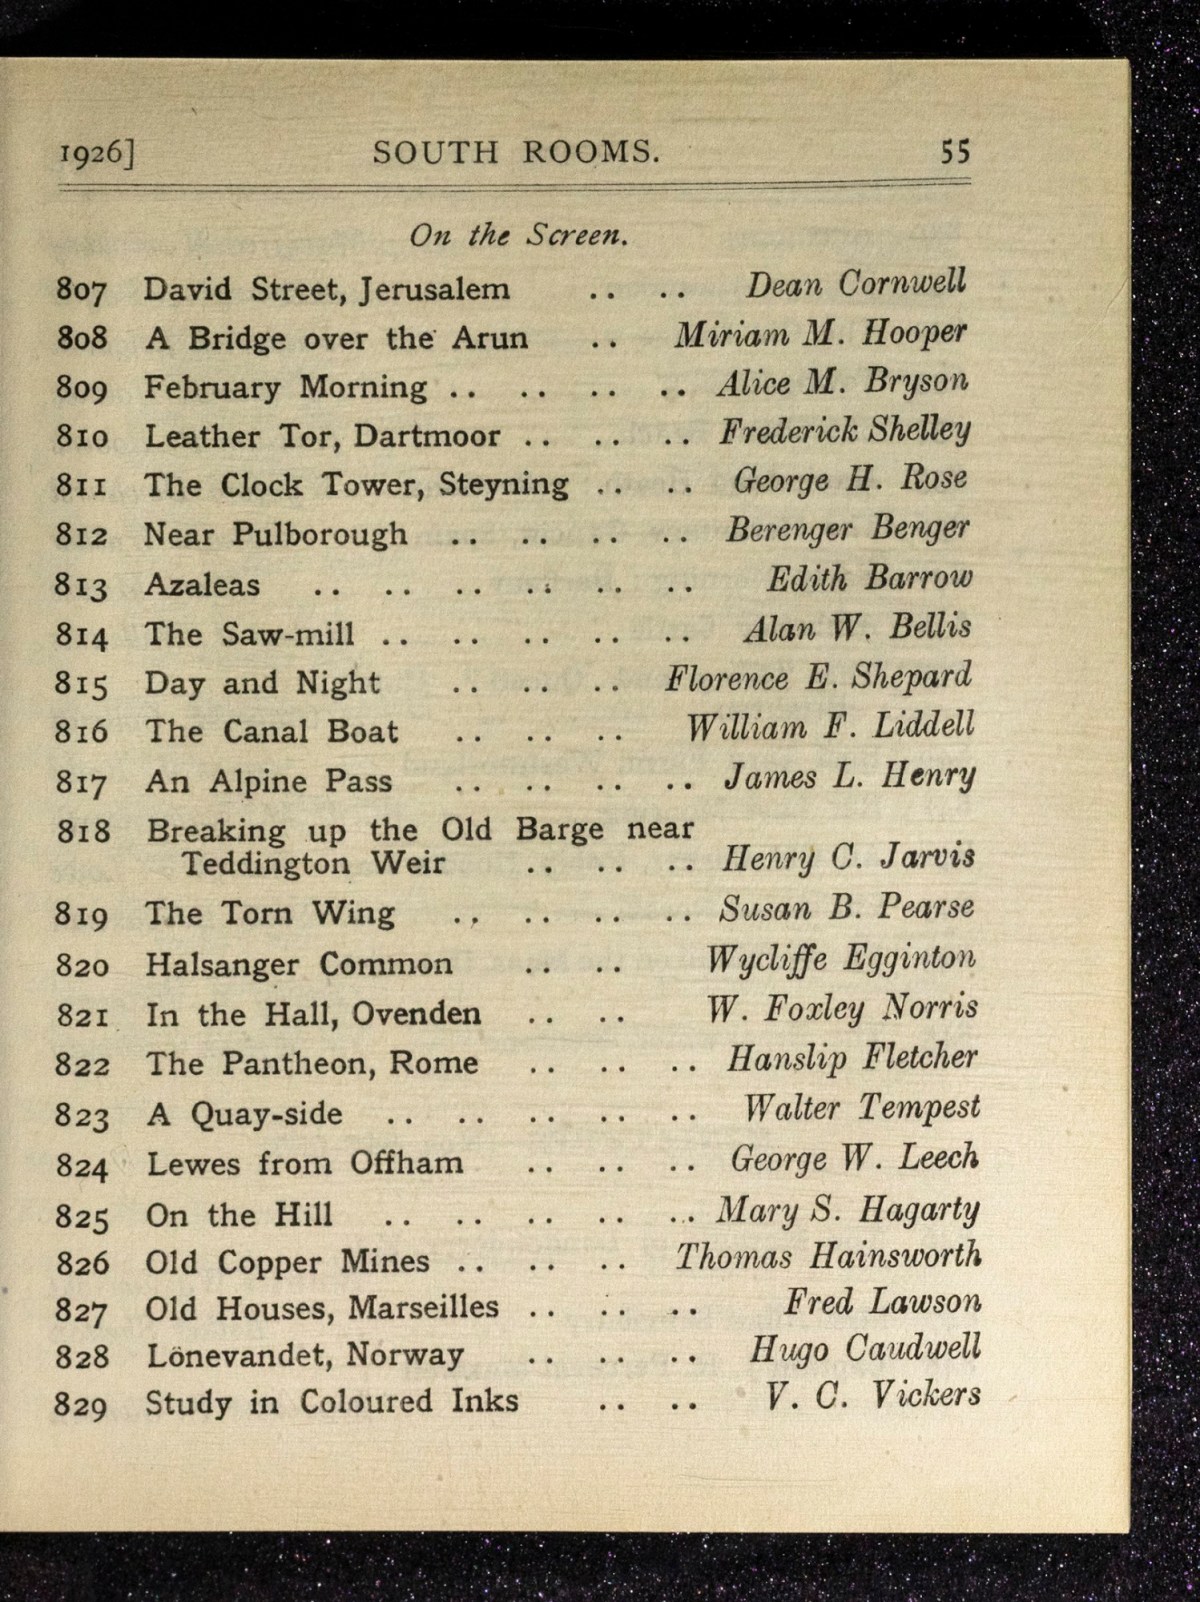 1926] SOUTH ROOMS. 55
On the Screen.
807 David Street, Jerusalem .. .. Dean Cornwell
808 A Bridge over the Arun .. Miriam M. Hooper
809 February Morning .. .. .. .. Alice M. Bryson
810 Leather Tor, Dartmoor .. .. .. Frederick Shelley
811 The Clock Tower, Steyning .. .. George H. Rose
812 Near Pulborough .. .. .. .. Berenger Benger
813 Azaleas .. .. .. .. .. .. Edith Barrow
814 The Saw-mill .. .. .. .. .. Alan W. Bellis
815 Day and Night .. .. .. Florence E. Shepard
816 The Canal Boat .. .. .. William F. Liddell
817 An Alpine Pass .. .. .. .. James L. Henry
818 Breaking up the Old Barge near
Teddington Weir .. .. .. Henry C. Jarvis
819 The Torn Wing .. .. .. .. Susan B. Pearse
820 Halsanger Common .. .. Wycliffe Egginton
821 In the Hall, Ovenden .. .. W. Foxley Norris
822 The Pantheon, Rome .. .. .. Hanslip Fletcher
823 A Quay-side .. .. .. .. .. Walter Tempest
824 Lewes from Offham .. .. .. George W. Leech
825 On the Hill .. .. .. .. .. Mary S. Hagarty
826 Old Copper Mines .. .. .. Thomas Hainsworth
827 Old Houses, Marseilles .. .. .. Fred Lawson
828 Lönevandet, Norway .. .. .. Hugo Caudwell
829 Study in Coloured Inks .. .. V. C. Vickers